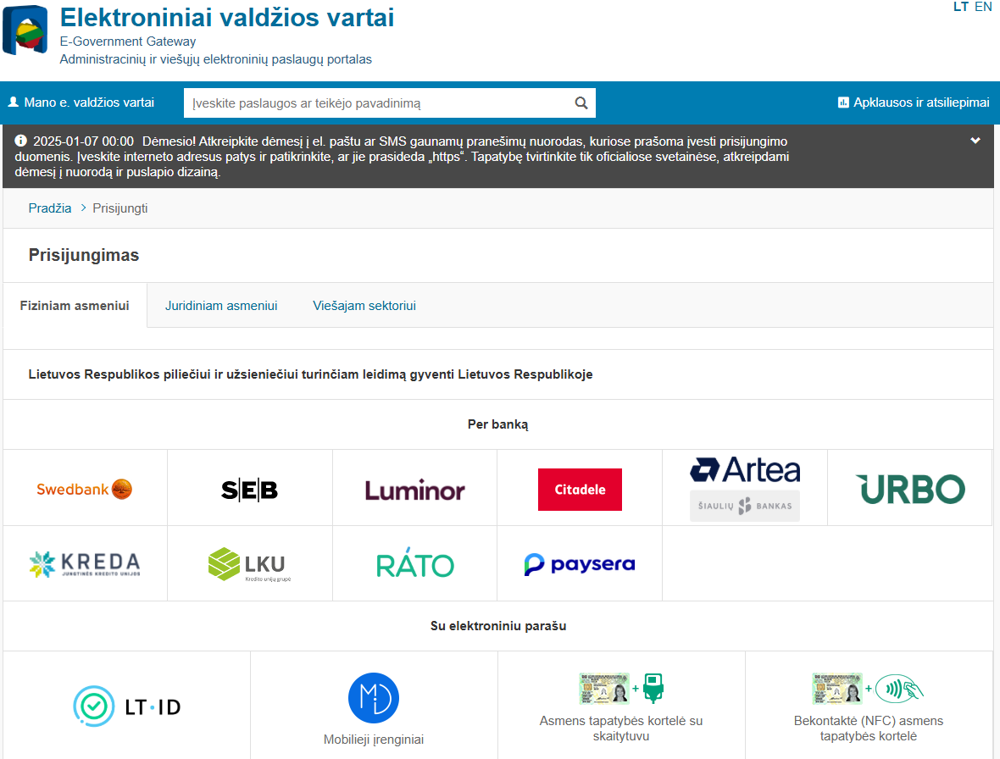 Elektroniniai valdžios vartai
E-Government Gateway
Administracinių ir viešųjų elektroninių paslaugų portalas
LT EN
Mano e. valdžios vartai
Įveskite paslaugos ar teikėjo pavadinimą
Apklausos ir atsiliepimai
2025-01-07 00:00 Dėmesio! Atkreipkite dėmesį į el. paštu ar SMS gaunamų pranešimų nuorodas, kuriose prašoma įvesti prisijungimo
duomenis. Įveskite interneto adresus patys ir patikrinkite, ar jie prasideda „https“. Tapatybę tvirtinkite tik oficialiose svetainėse, atkreipdami
dėmesį į nuorodą ir puslapio dizainą.
Pradžia > Prisijungti
Prisijungimas
Fiziniam asmeniui
Juridiniam asmeniui
Viešajam sektoriui
Lietuvos Respublikos piliečiui ir užsieniečiui turinčiam leidimą gyventi Lietuvos Respublikoje
Per banką
Swedbank
SEB
Luminor
Citadele
Artea
ŠIAULIŲ BANKAS
URBO
KREDA
JUNGTINĖS KREDITO UNIJOS
LKU
Kredito unijų grupė
RÁTO
paysera
Su elektroniniu parašu
LT·ID
Mobilieji įrenginiai
Asmens tapatybės kortelė su
skaitytuvu
Bekontaktė (NFC) asmens
tapatybės kortelė